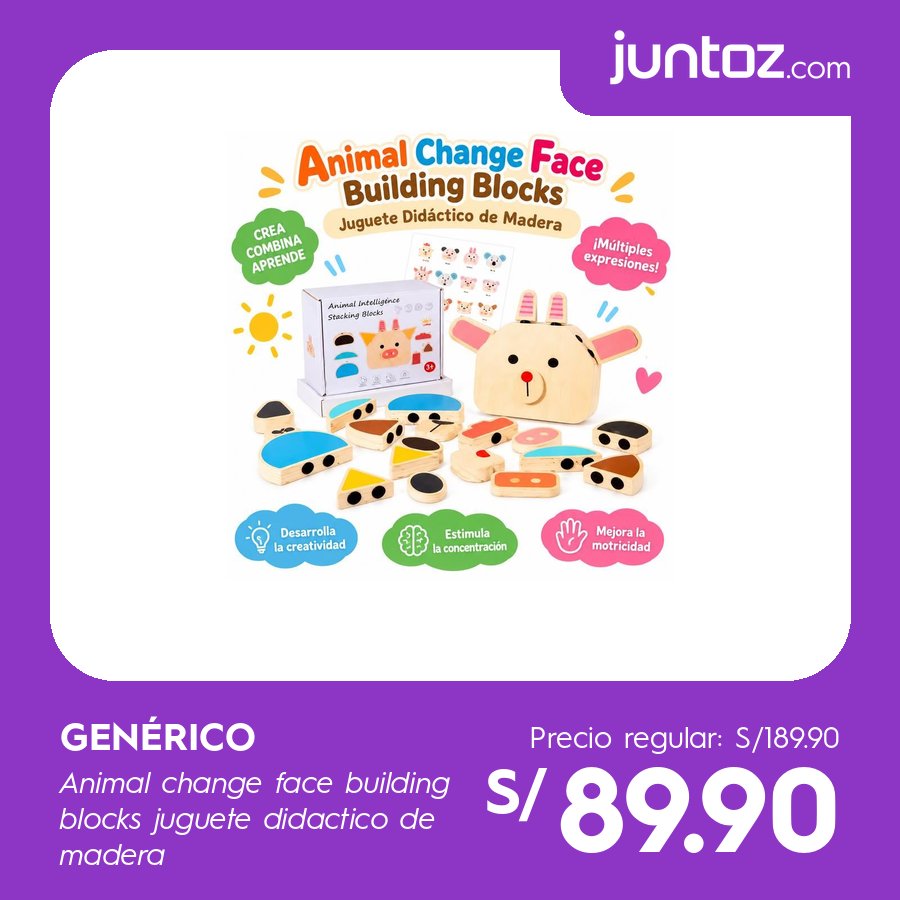 juntoz.com
Animal Change Face
Building Blocks
Juguete Didáctico de Madera
CREA
COMBINA
APRENDE
¡Múltiples
expresiones!
Animal Intelligence
Stacking Blocks
3+
Desarrolla
la creatividad
Estimula
la concentración
Mejora la
motricidad
GENÉRICO
Animal change face building
blocks juguete didactico de
madera
Precio regular: S/189.90
S/89.90